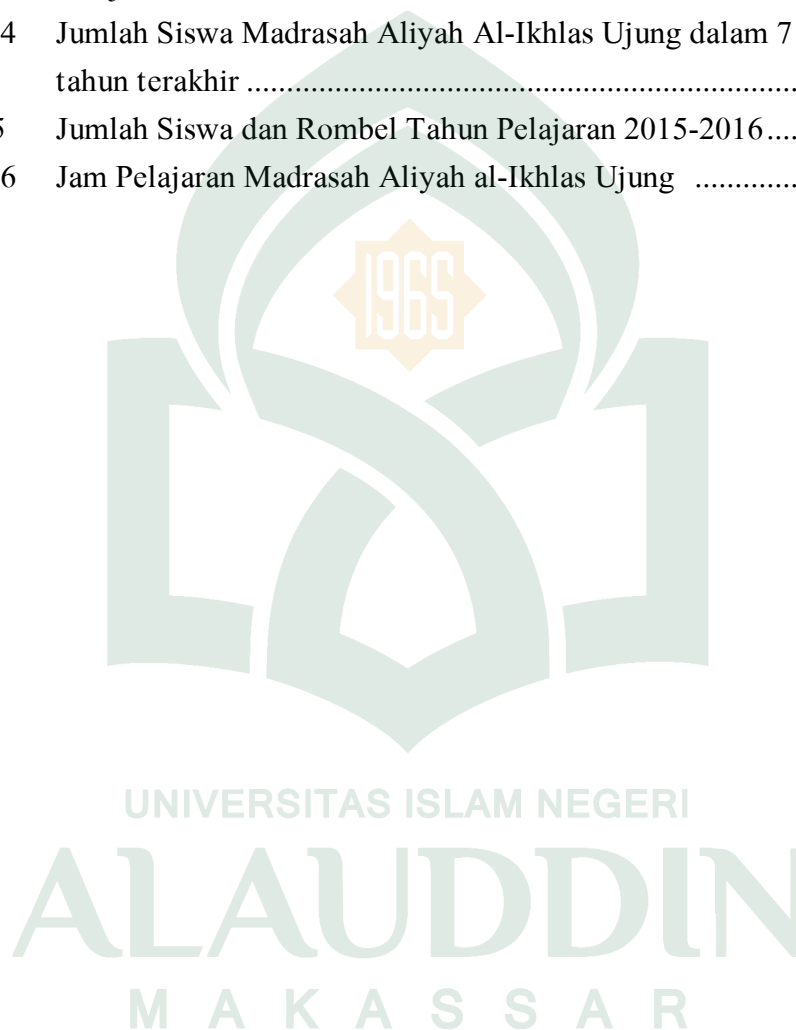 4 Jumlah Siswa Madrasah Aliyah Al-Ikhlas Ujung dalam 7
tahun terakhir ....................................................................
5 Jumlah Siswa dan Rombel Tahun Pelajaran 2015-2016....
6 Jam Pelajaran Madrasah Aliyah al-Ikhlas Ujung .............
1965
UNIVERSITAS ISLAM NEGERI
ALAUDDIN
MAKASSAR